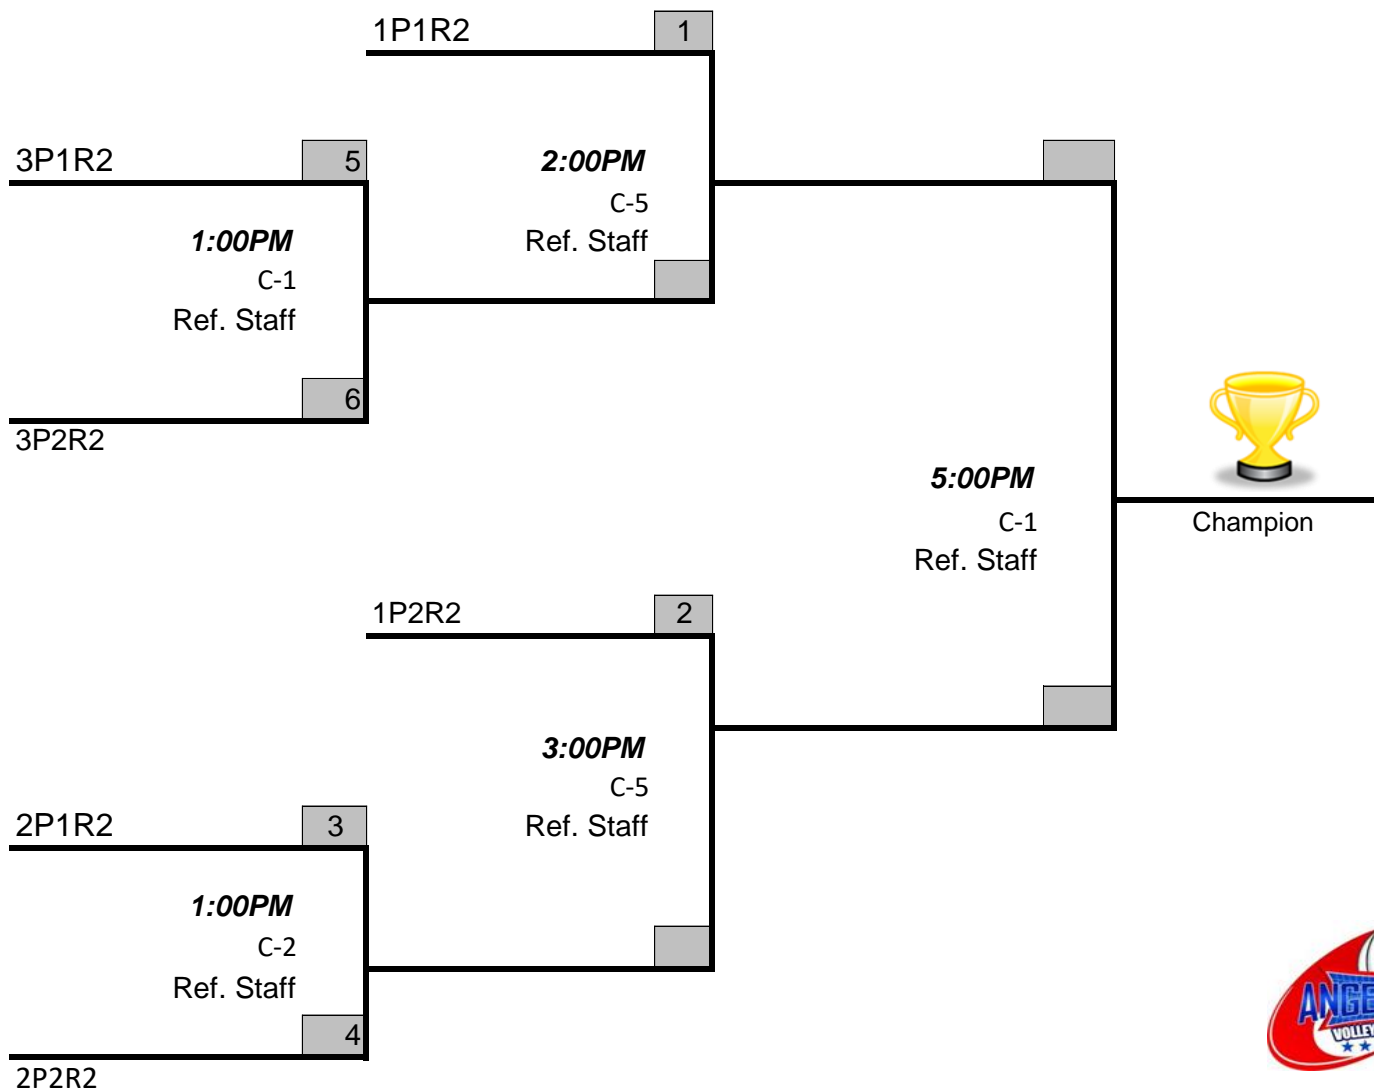 1P1R2
1
3P1R2
5
2:00PM
C-5
Ref. Staff
1:00PM
C-1
Ref. Staff
6
3P2R2
5:00PM
C-1
Ref. Staff
Champion
1P2R2
2
3:00PM
C-5
Ref. Staff
2P1R2
3
1:00PM
C-2
Ref. Staff
4
2P2R2